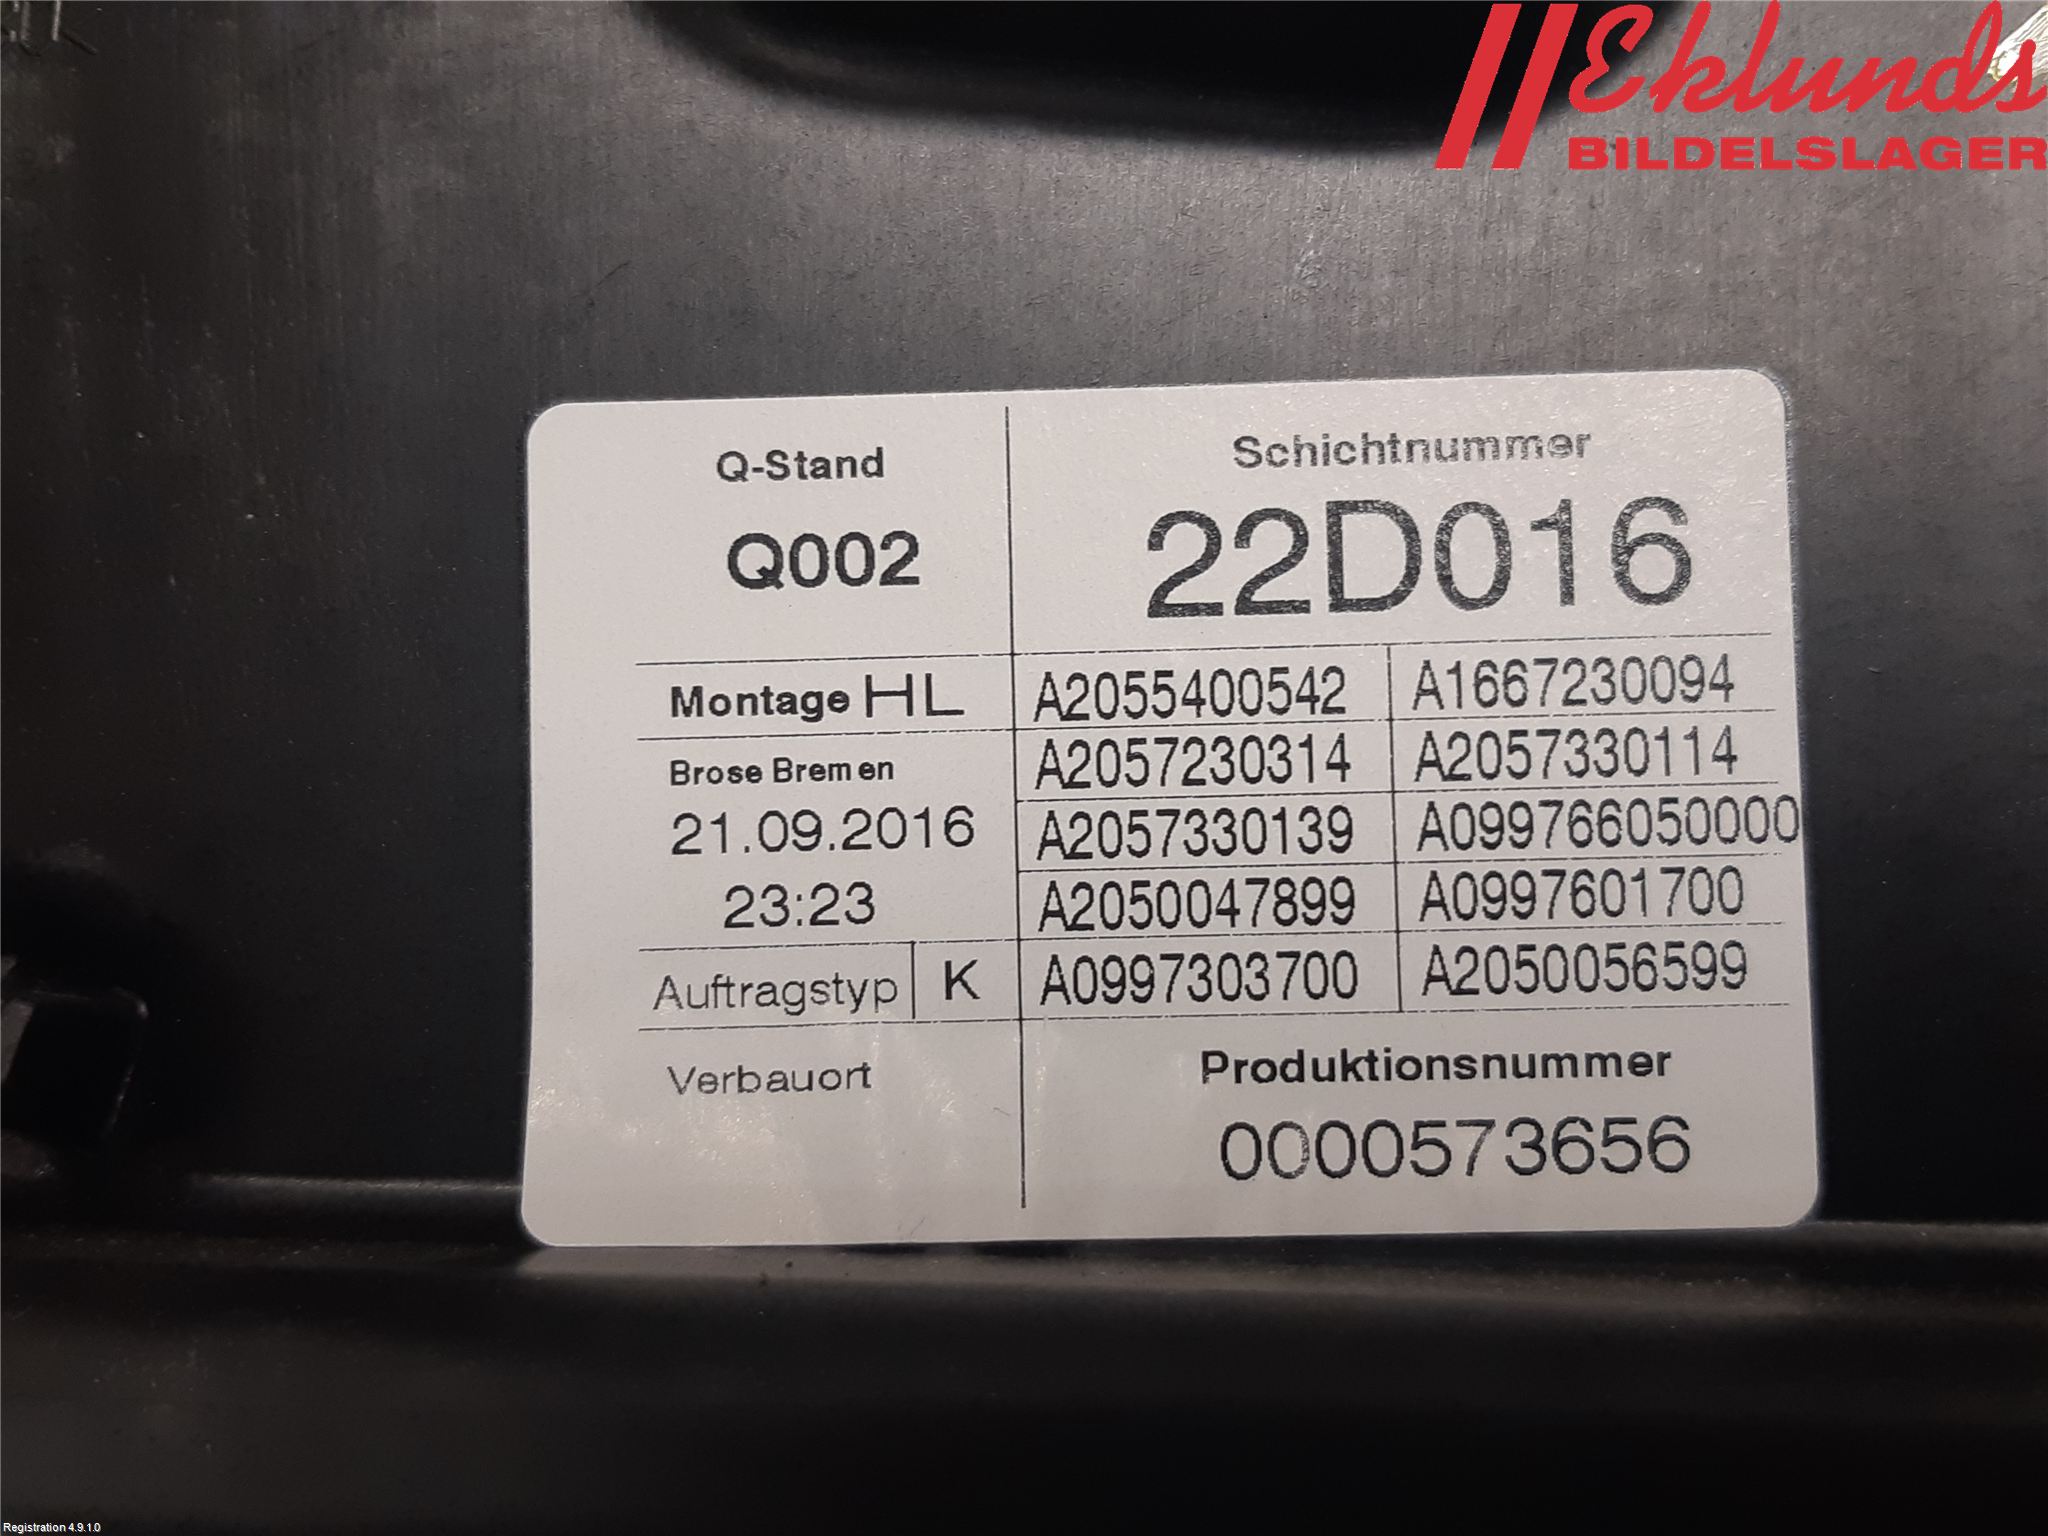 Eklunds
BILDELSLAGER
Q-Stand
Schichtnummer
Q002
22D016
Montage HL
A2055400542
A1667230094
Brose Bremen
A2057230314
A2057330114
21.09.2016
A2057330139
A099766050000
23:23
A2050047899
A0997601700
Auftragstyp K
A0997303700
A2050056599
Verbauort
Produktionsnummer
0000573656
Registration 4.9.1.0